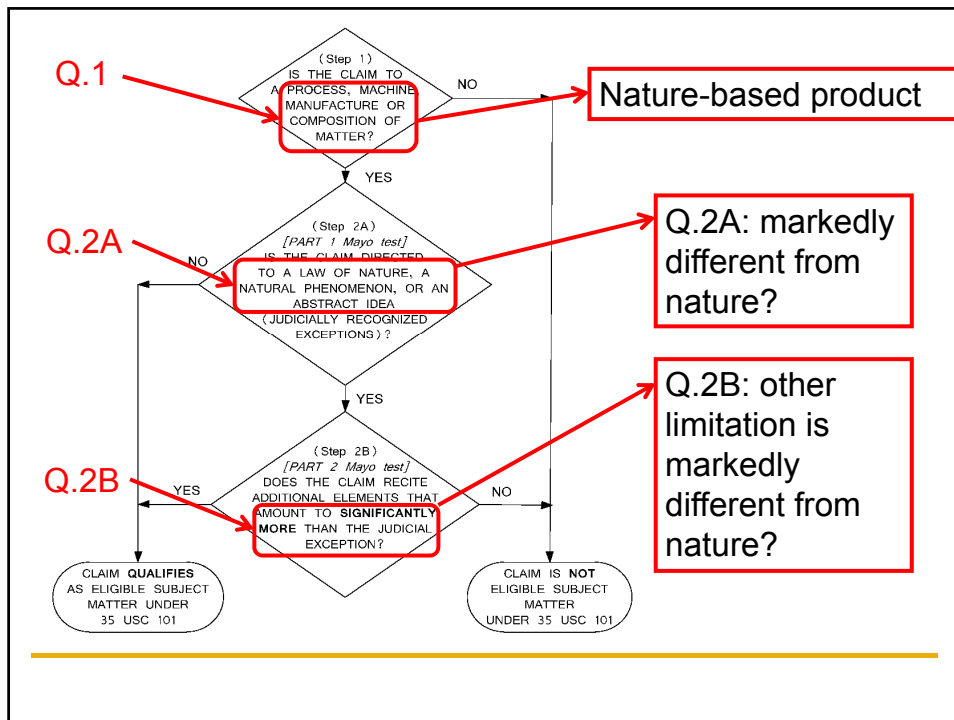 Q.1
(Step 1)
IS THE CLAIM TO
A PROCESS, MACHINE,
MANUFACTURE OR
COMPOSITION OF
MATTER?
NO
Nature-based product
YES
Q.2A
(Step 2A)
[PART 1 Mayo test]
IS THE CLAIM DIRECTED
TO A LAW OF NATURE, A
NATURAL PHENOMENON, OR AN
ABSTRACT IDEA
(JUDICIALLY RECOGNIZED
EXCEPTIONS)?
NO
Q.2A: markedly
different from
nature?
YES
Q.2B
(Step 2B)
[PART 2 Mayo test]
DOES THE CLAIM RECITE
ADDITIONAL ELEMENTS THAT
AMOUNT TO SIGNIFICANTLY
MORE THAN THE JUDICIAL
EXCEPTION?
YES
NO
Q.2B: other
limitation is
markedly
different from
nature?
CLAIM QUALIFIES
AS ELIGIBLE SUBJECT
MATTER UNDER
35 USC 101
CLAIM IS NOT
ELIGIBLE SUBJECT
MATTER
UNDER 35 USC 101